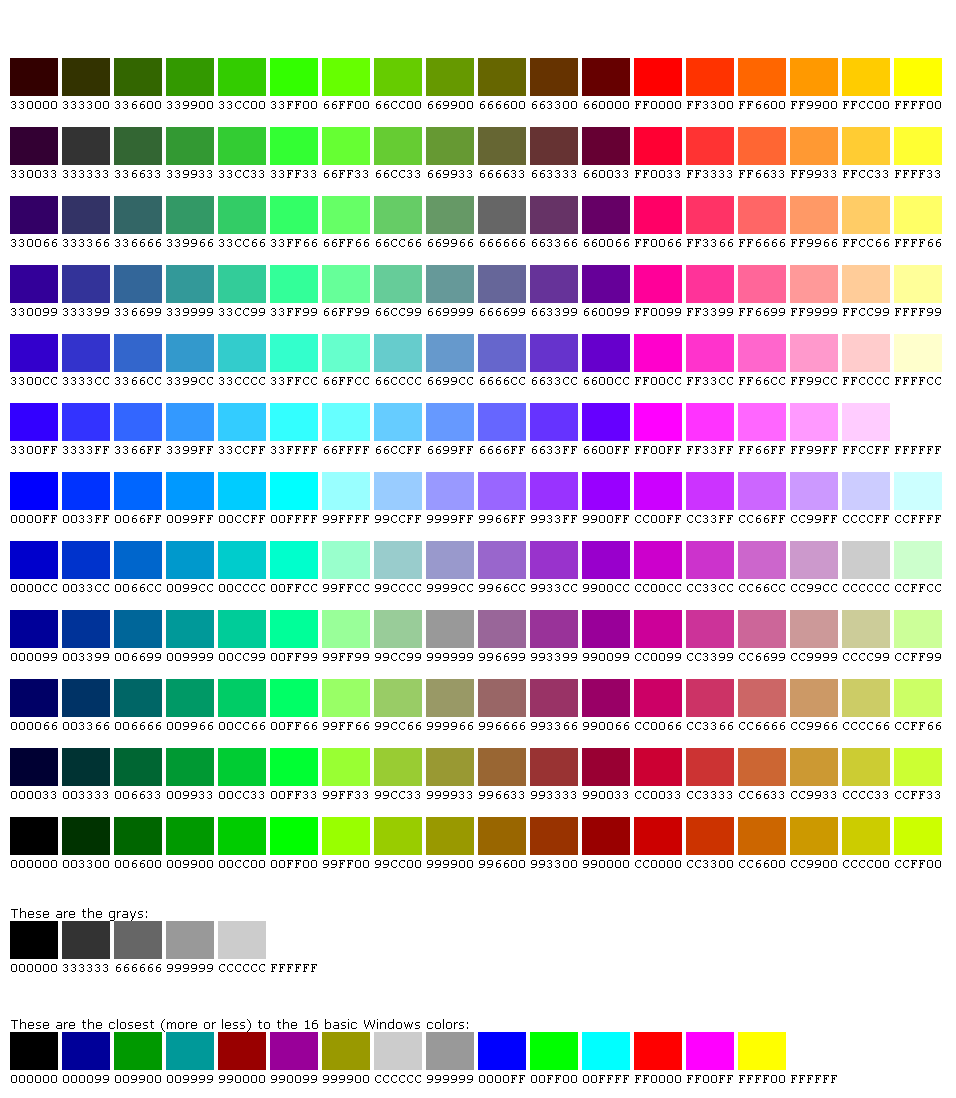 330000 333300 336600 339900 33CC00 33FF00 66FF00 66CC00 669900 666600 663300 660000 FF0000 FF3300 FF6600 FF9900 FFCC00 FFFF00
330033 333333 336633 339933 33CC33 33FF33 66FF33 66CC33 669933 666633 663333 660033 FF0033 FF3333 FF6633 FF9933 FFCC33 FFFF33
330066 333366 336666 339966 33CC66 33FF66 66FF66 66CC66 669966 666666 663366 660066 FF0066 FF3366 FF6666 FF9966 FFCC66 FFFF66
330099 333399 336699 339999 33CC99 33FF99 66FF99 66CC99 669999 666699 663399 660099 FF0099 FF3399 FF6699 FF9999 FFCC99 FFFF99
3300CC 3333CC 3366CC 3399CC 33CCCC 33FFCC 66FFCC 66CCCC 6699CC 6666CC 6633CC 6600CC FF00CC FF33CC FF66CC FF99CC FFCCCC FFFFCC
3300FF 3333FF 3366FF 3399FF 33CCFF 33FFFF 66FFFF 66CCFF 6699FF 6666FF 6633FF 6600FF FF00FF FF33FF FF66FF FF99FF FFCCFF FFFFFF
0000FF 0033FF 0066FF 0099FF 00CCFF 00FFFF 99FFFF 99CCFF 9999FF 9966FF 9933FF 9900FF CC00FF CC33FF CC66FF CC99FF CCCCFF CCFFFF
0000CC 0033CC 0066CC 0099CC 00CCCC 00FFCC 99FFCC 99CCCC 9999CC 9966CC 9933CC 9900CC CC00CC CC33CC CC66CC CC99CC CCCCCC CCFFCC
000099 003399 006699 009999 00CC99 00FF99 99FF99 99CC99 999999 996699 993399 990099 CC0099 CC3399 CC6699 CC9999 CCCC99 CCFF99
000066 003366 006666 009966 00CC66 00FF66 99FF66 99CC66 999966 996666 993366 990066 CC0066 CC3366 CC6666 CC9966 CCCC66 CCFF66
000033 003333 006633 009933 00CC33 00FF33 99FF33 99CC33 999933 996633 993333 990033 CC0033 CC3333 CC6633 CC9933 CCCC33 CCFF33
000000 003300 006600 009900 00CC00 00FF00 99FF00 99CC00 999900 996600 993300 990000 CC0000 CC3300 CC6600 CC9900 CCCC00 CCFF00
These are the grays:
000000 333333 666666 999999 CCCCCC FFFFFF
These are the closest (more or less) to the 16 basic Windows colors:
000000 000099 009900 009999 990000 990099 999900 CCCCCC 999999 0000FF 00FF00 00FFFF FF0000 FF00FF FFFF00 FFFFFF